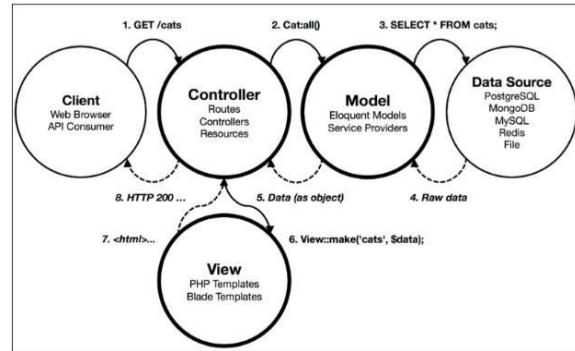 1. GET /cats
2. Cat:all()
3. SELECT * FROM cats;
Client
Web Browser
API Consumer
Controller
Routes
Controllers
Resources
Model
Eloquent Models
Service Providers
Data Source
PostgreSQL
MongoDB
MySQL
Redis
File
8. HTTP 200 ...
5. Data (as object)
4. Raw data
7. <html>...
6. View::make('cats', $data);
View
PHP Templates
Blade Templates